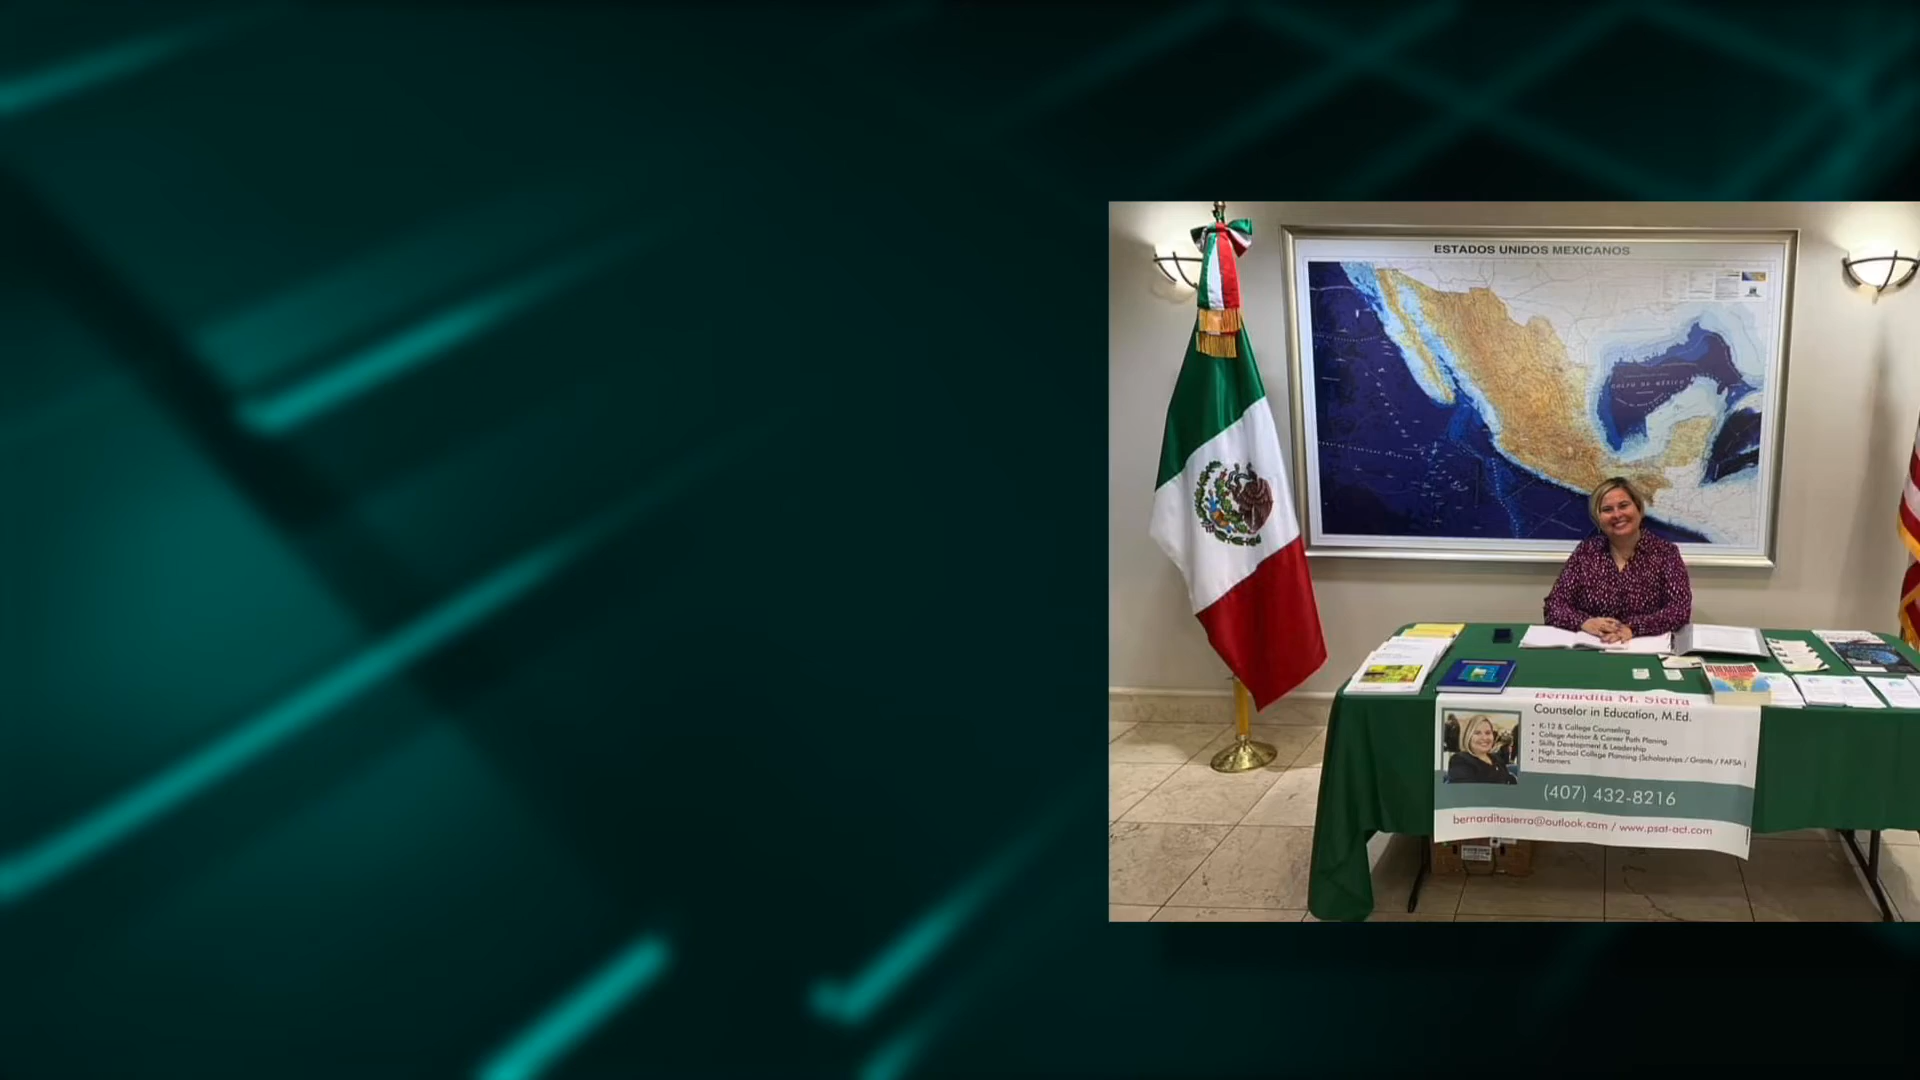 ESTADOS UNIDOS MEXICANOS
GOLFO DE MÉXICO
Bernardita M. Sierra
Counselor in Education, M.Ed.
• K-12 & College Counseling
• College Advisor & Career Path Planing
• Skills Development & Leadership
• High School College Planning (Scholarships / Grants / FAFSA )
• Dreamers
(407) 432-8216
bernarditasierra@outlook.com / www.psat-act.com